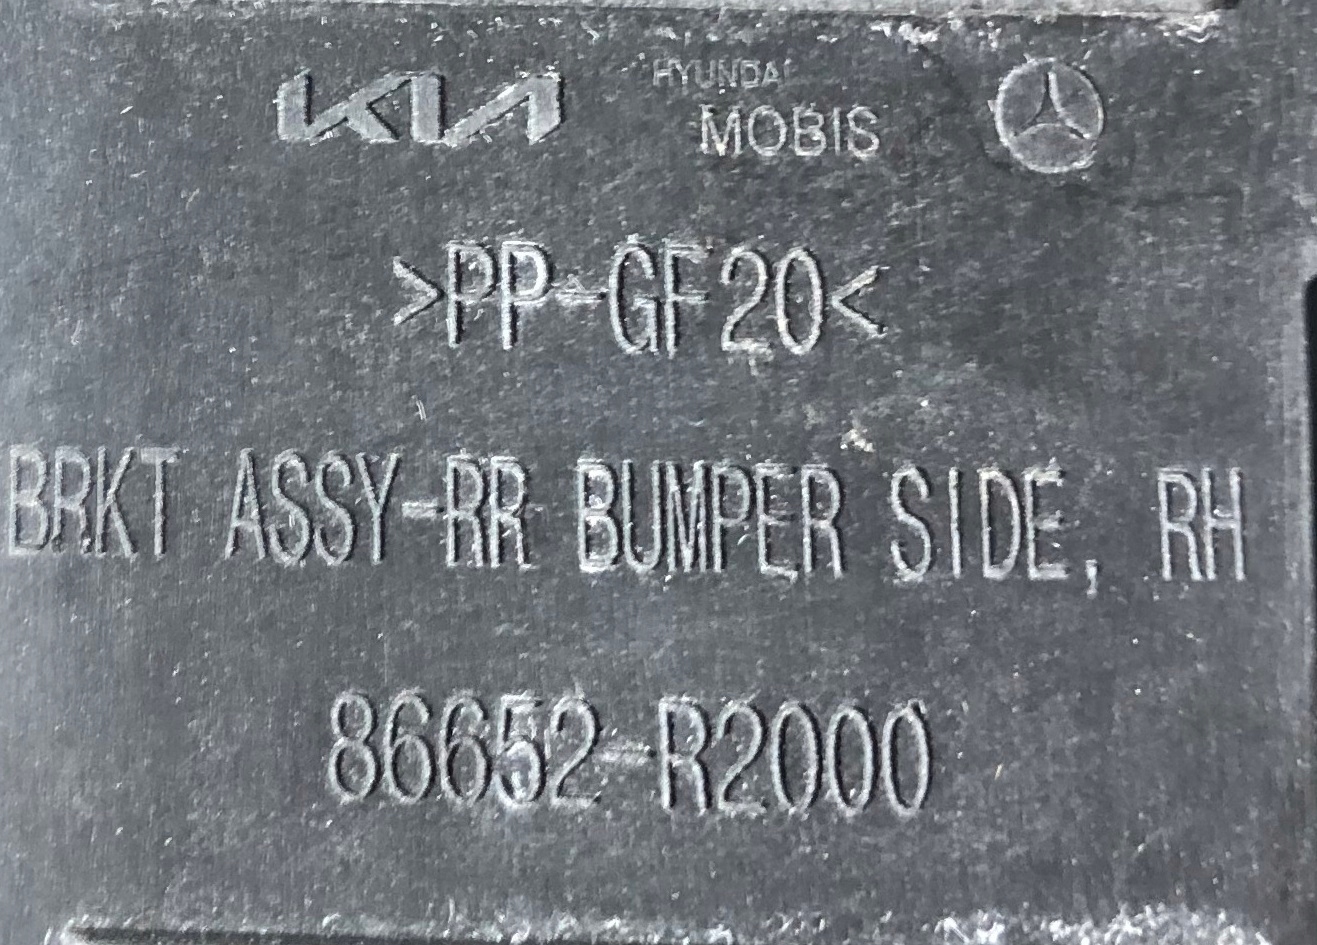 KIA HYUNDAI MOBIS
>PP-GF20<
BRKT ASSY-RR BUMPER SIDE, RH
86652-R2000